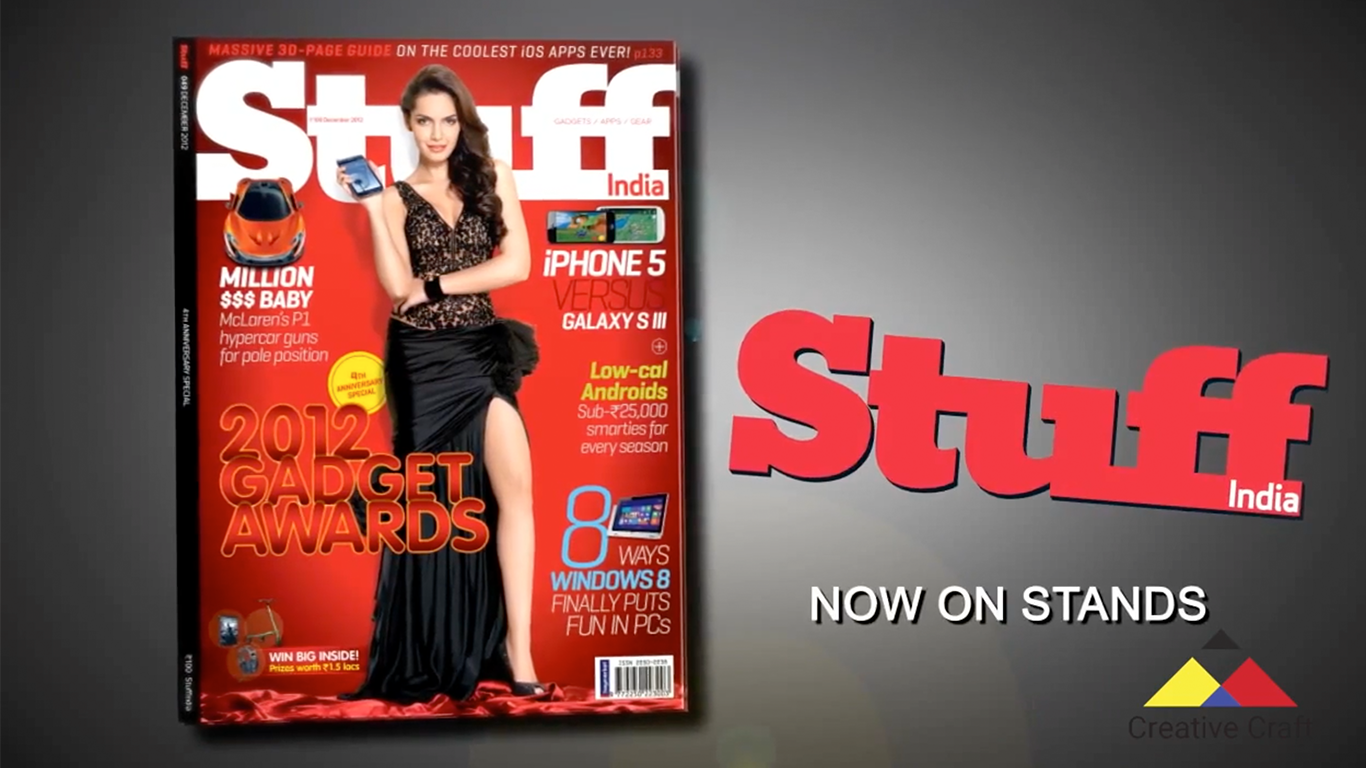 MASSIVE 3D-PAGE GUIDE ON THE COOLEST iOS APPS EVER! p133
Stuff
India
₹100 December 2012
GADGETS / APPS / GEAR
MILLION
$$$ BABY
McLaren's P1
hypercar guns
for pole position
4TH
ANNIVERSARY
SPECIAL
2012
GADGET
AWARDS
WIN BIG INSIDE!
Prizes worth ₹1.5 lacs
iPHONE 5
VERSUS
GALAXY S III
+
Low-cal
Androids
Sub-₹25,000
smarties for
every season
8
WAYS
WINDOWS 8
FINALLY PUTS
FUN IN PCs
Stuff 049 DECEMBER 2012
4TH ANNIVERSARY SPECIAL
₹100 StuffIndia
Stuff
India
NOW ON STANDS
Creative Craft